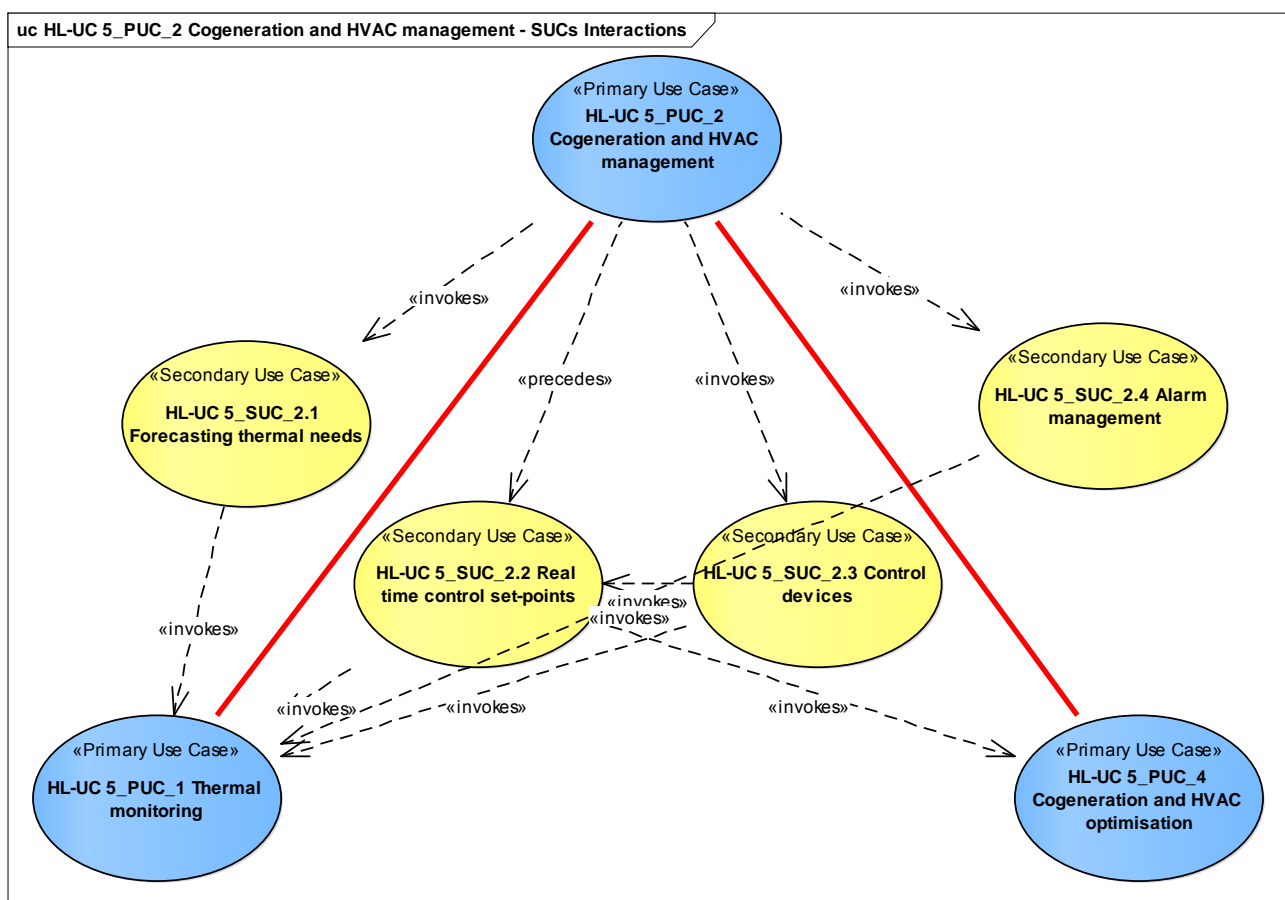 uc HL-UC 5_PUC_2 Cogeneration and HVAC management - SUCs Interactions
«Primary Use Case»
HL-UC 5_PUC_2
Cogeneration and HVAC
management
«invokes»
«invokes»
«precedes»
«invokes»
«Secondary Use Case»
HL-UC 5_SUC_2.1
Forecasting thermal needs
«Secondary Use Case»
HL-UC 5_SUC_2.4 Alarm
management
«Secondary Use Case»
HL-UC 5_SUC_2.2 Real
time control set-points
«Secondary Use Case»
HL-UC 5_SUC_2.3 Control
devices
«invokes»
«invokes»
«invokes»
«invokes»
«invokes»
«invokes»
«Primary Use Case»
HL-UC 5_PUC_1 Thermal
monitoring
«Primary Use Case»
HL-UC 5_PUC_4
Cogeneration and HVAC
optimisation